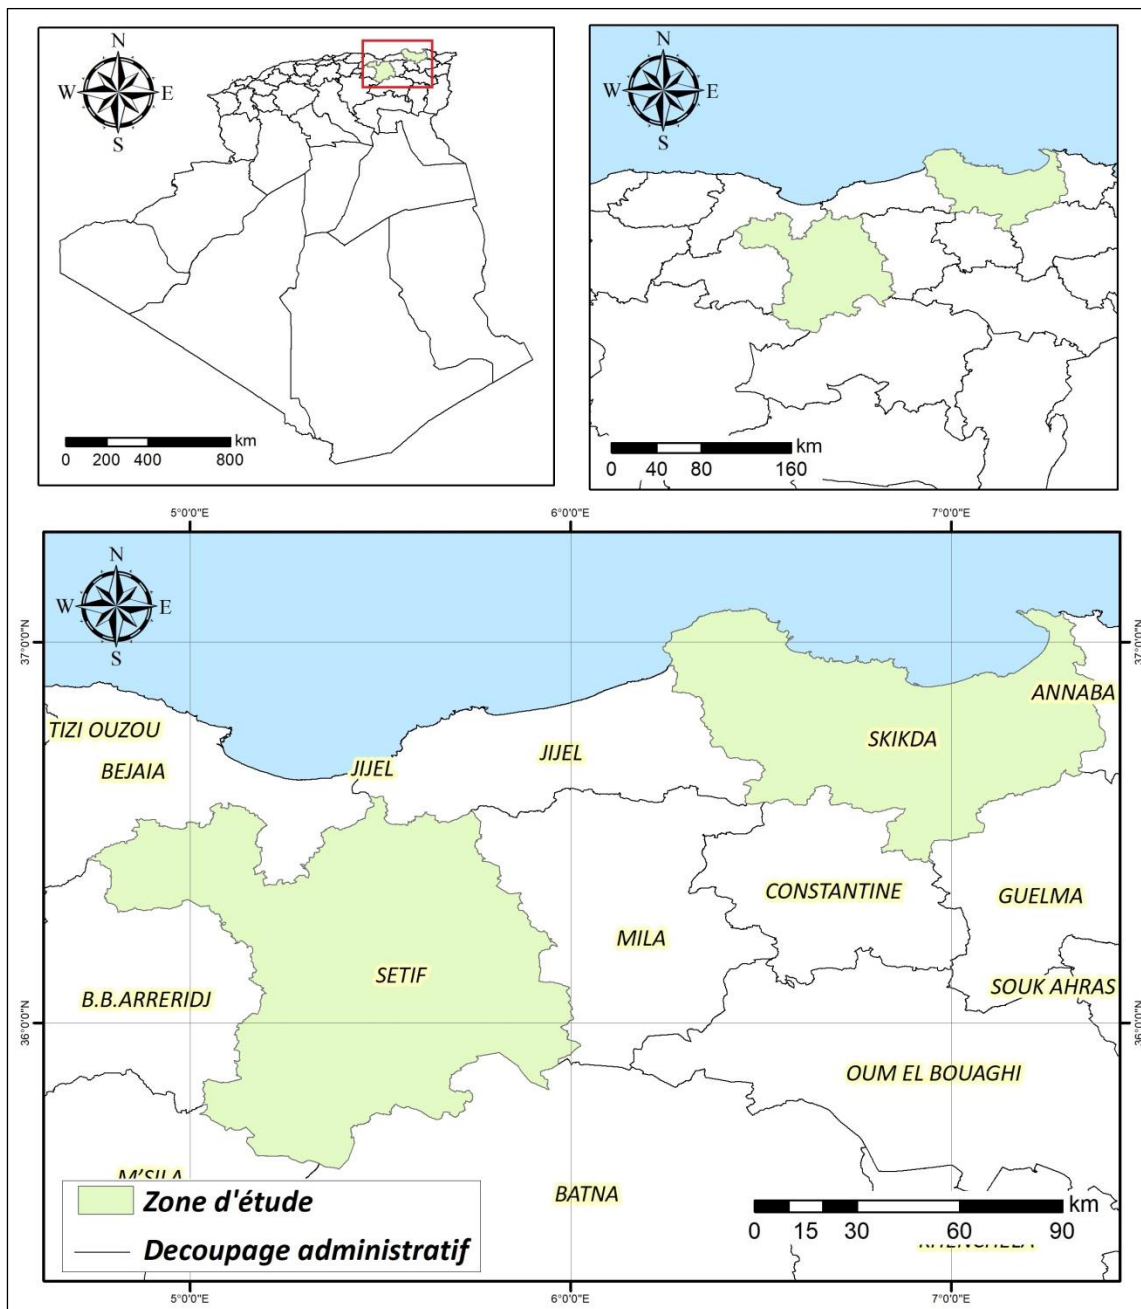 N
W E
S
km
0 200 400 800
N
W E
S
km
0 40 80 160
5°0'0"E 6°0'0"E 7°0'0"E
N
W E
S
37°0'0"N 37°0'0"N
ANNABA
TIZI OUZOU
SKIKDA
BEJAIA
JIJEL
JIJEL
CONSTANTINE
GUELMA
MILA
SETIF
SOUK AHRAS
B.B.ARRERIDJ
36°0'0"N 36°0'0"N
OUM EL BOUAGHI
M'SILA
BATNA
Zone d'étude
Decoupage administratif
km
0 15 30 60 90
KHENCHELA
5°0'0"E 6°0'0"E 7°0'0"E